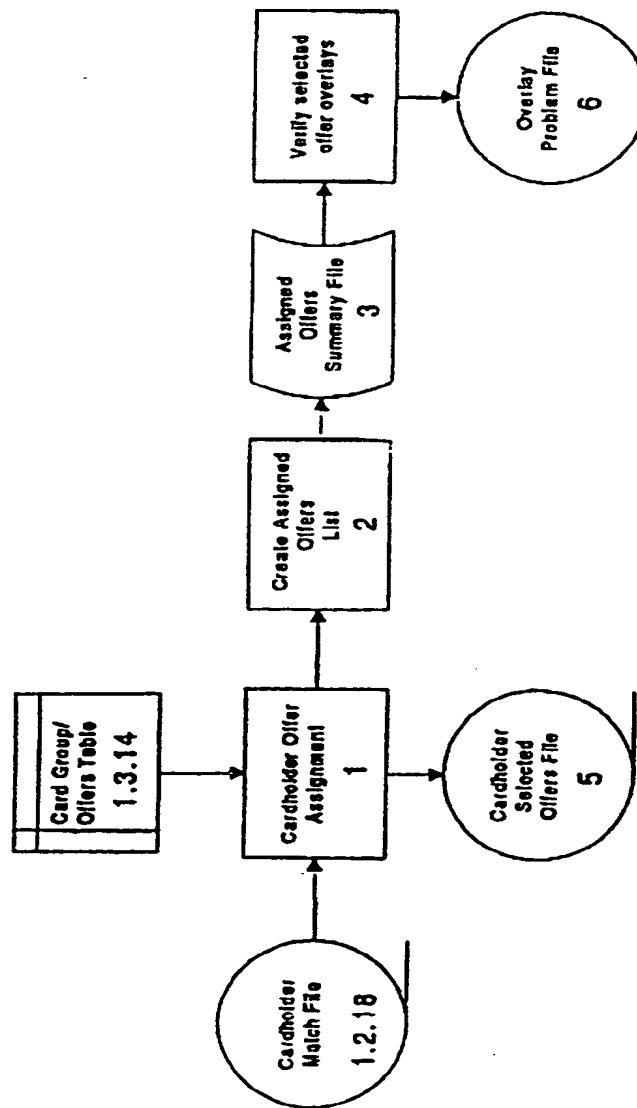 Card Group/
Offers Table
1.3.14
Cardholder
Match File
1.2.18
Cardholder Offer
Assignment
1
Cardholder
Selected
Offers File
5
Create Assigned
Offers
List
2
Assigned
Offers
Summary File
3
Verify selected
offer overlays
4
Overlay
Problem File
6